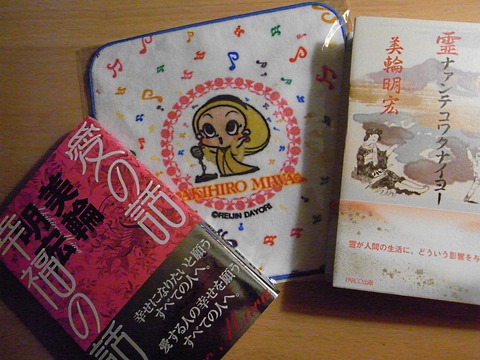 愛の話
幸福の話
美輪明宏
幸せになりたいと願う
すべての人へ。
愛する人の幸せを願う
すべての人へ。
AKIHIRO MIWA
©REIJIN DAYORI
霊
ナァンテコワクナイヨー
美輪明宏
霊が人間の生活に、どういう影響を与
PARCO出版